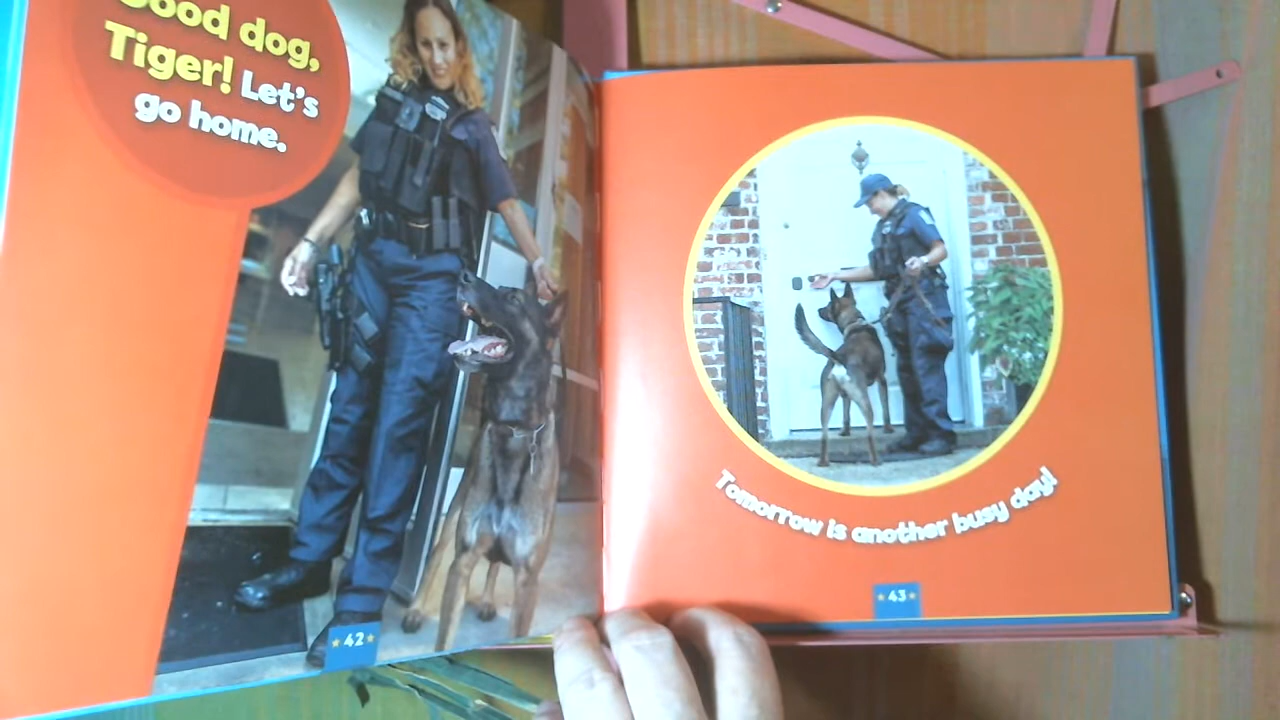 Good dog,
Tiger! Let's
go home.
42
Tomorrow is another busy day!
43